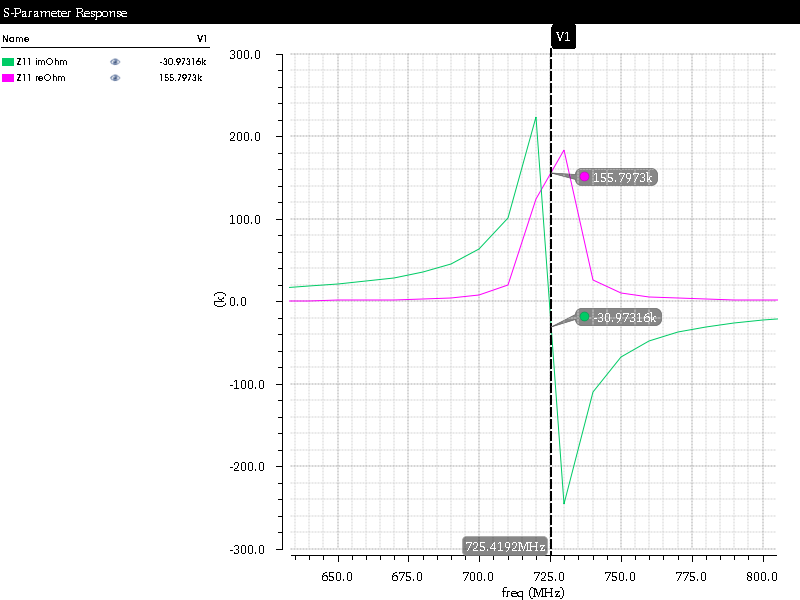 S-Parameter Response
Name V1
Z11 imOhm -30.97316k
Z11 reOhm 155.7973k
V1
300.0
200.0
155.7973k
100.0
(k)
0.0
-30.97316k
-100.0
-200.0
725.4192MHz
-300.0
650.0 675.0 700.0 725.0 750.0 775.0 800.0
freq (MHz)